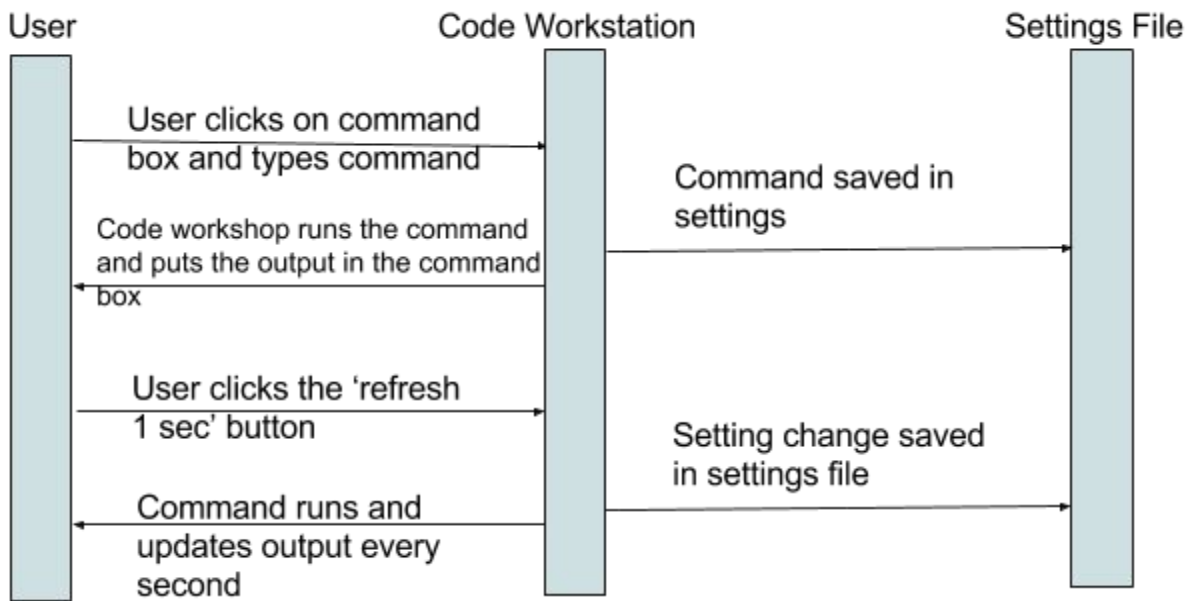 User
Code Workstation
Settings File
User clicks on command
box and types command
Command saved in
settings
Code workshop runs the command
and puts the output in the command
box
User clicks the ‘refresh
1 sec’ button
Setting change saved
in settings file
Command runs and
updates output every
second